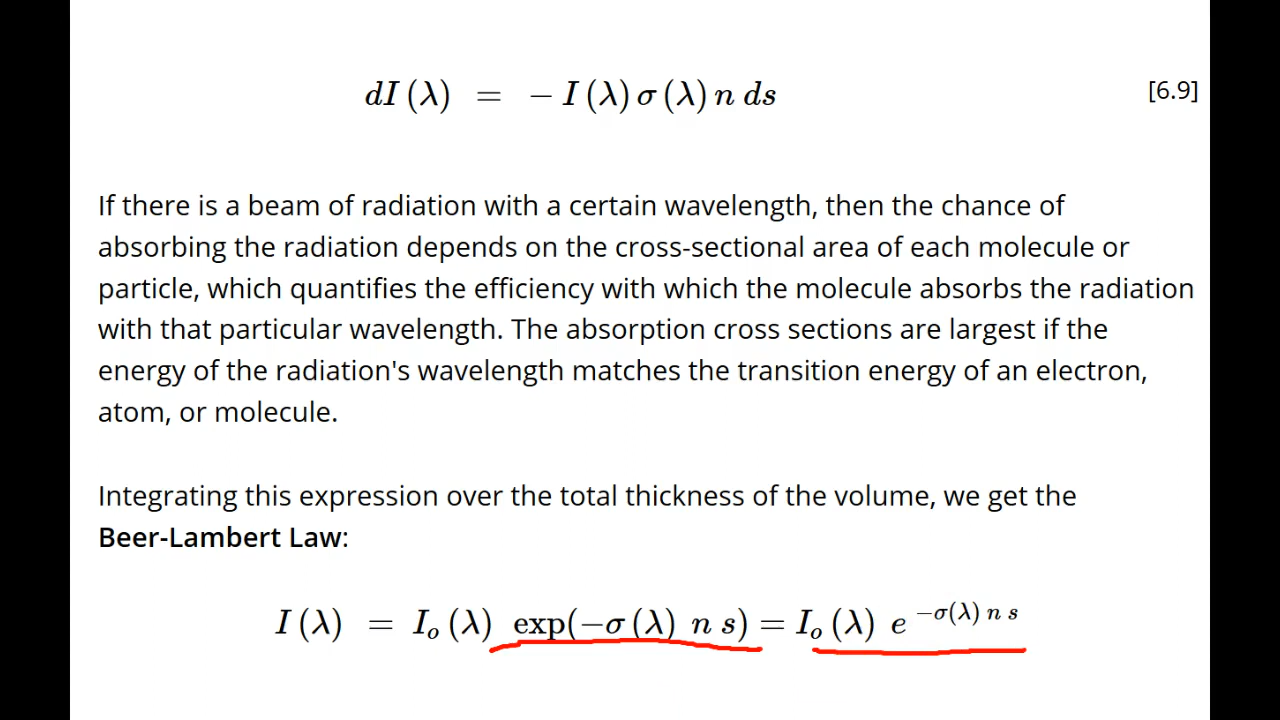 dI (λ) = − I (λ) σ (λ) n ds [6.9]
If there is a beam of radiation with a certain wavelength, then the chance of
absorbing the radiation depends on the cross-sectional area of each molecule or
particle, which quantifies the efficiency with which the molecule absorbs the radiation
with that particular wavelength. The absorption cross sections are largest if the
energy of the radiation's wavelength matches the transition energy of an electron,
atom, or molecule.
Integrating this expression over the total thickness of the volume, we get the
Beer-Lambert Law:
I (λ) = Iₒ (λ) exp(−σ (λ) n s) = Iₒ (λ) e ^{−σ(λ) n s}